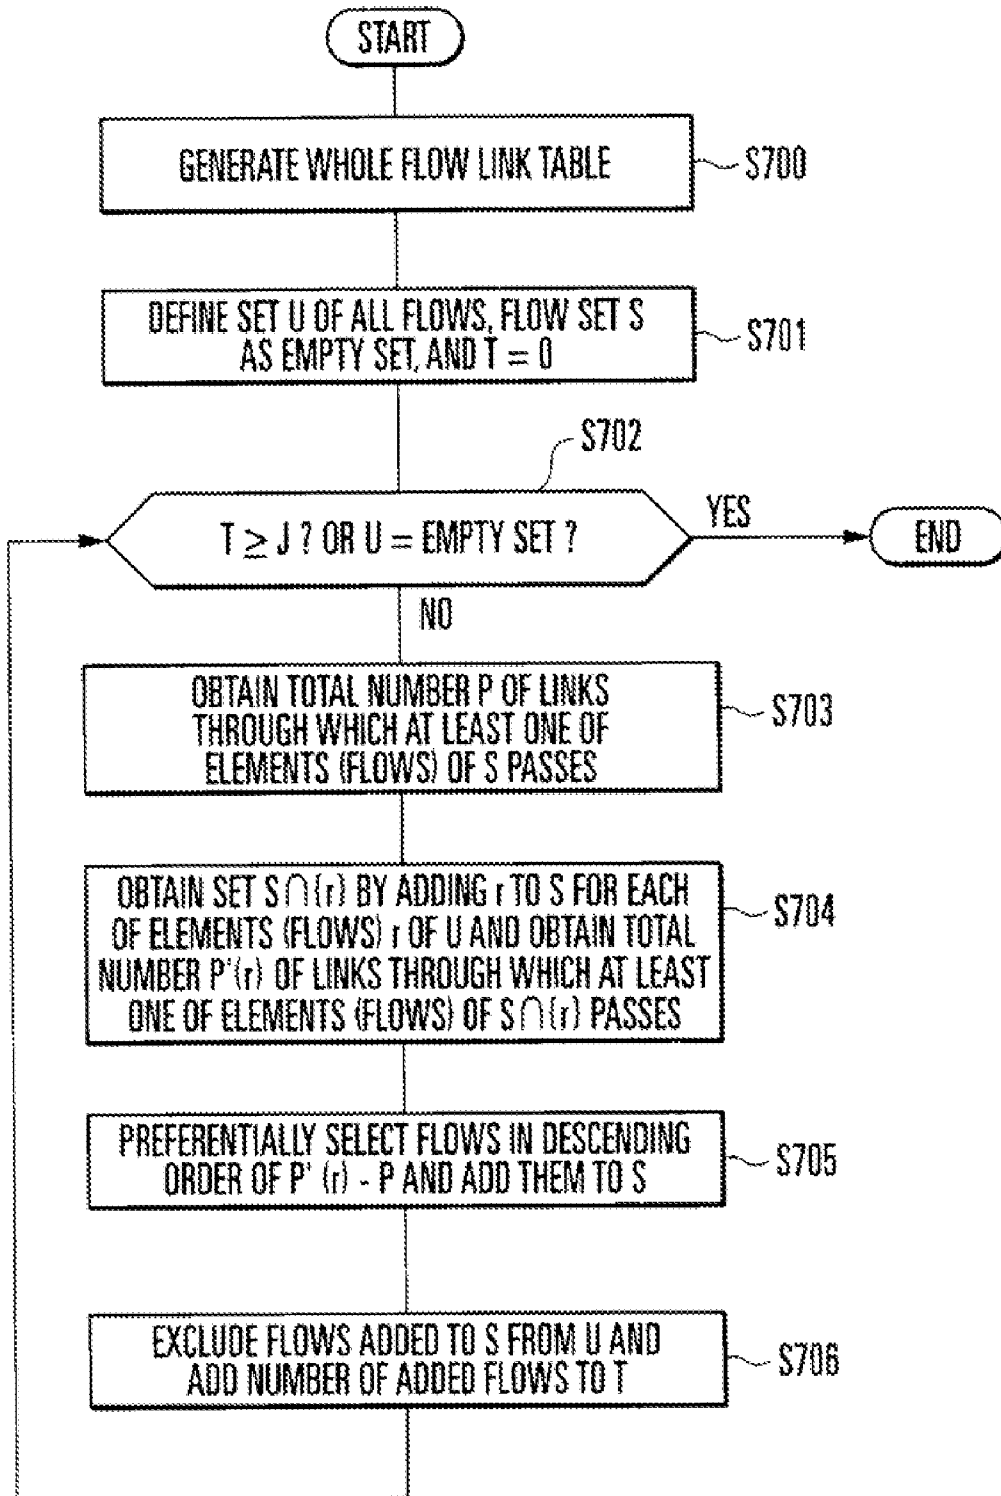 START
GENERATE WHOLE FLOW LINK TABLE
S700
DEFINE SET U OF ALL FLOWS, FLOW SET S
AS EMPTY SET, AND T = 0
S701
S702
T ≥ J ? OR U = EMPTY SET ?
YES
END
NO
OBTAIN TOTAL NUMBER P OF LINKS
THROUGH WHICH AT LEAST ONE OF
ELEMENTS (FLOWS) OF S PASSES
S703
OBTAIN SET S∩{r} BY ADDING r TO S FOR EACH
OF ELEMENTS (FLOWS) r OF U AND OBTAIN TOTAL
NUMBER P'(r) OF LINKS THROUGH WHICH AT LEAST
ONE OF ELEMENTS (FLOWS) OF S∩{r} PASSES
S704
PREFERENTIALLY SELECT FLOWS IN DESCENDING
ORDER OF P' (r) - P AND ADD THEM TO S
S705
EXCLUDE FLOWS ADDED TO S FROM U AND
ADD NUMBER OF ADDED FLOWS TO T
S706